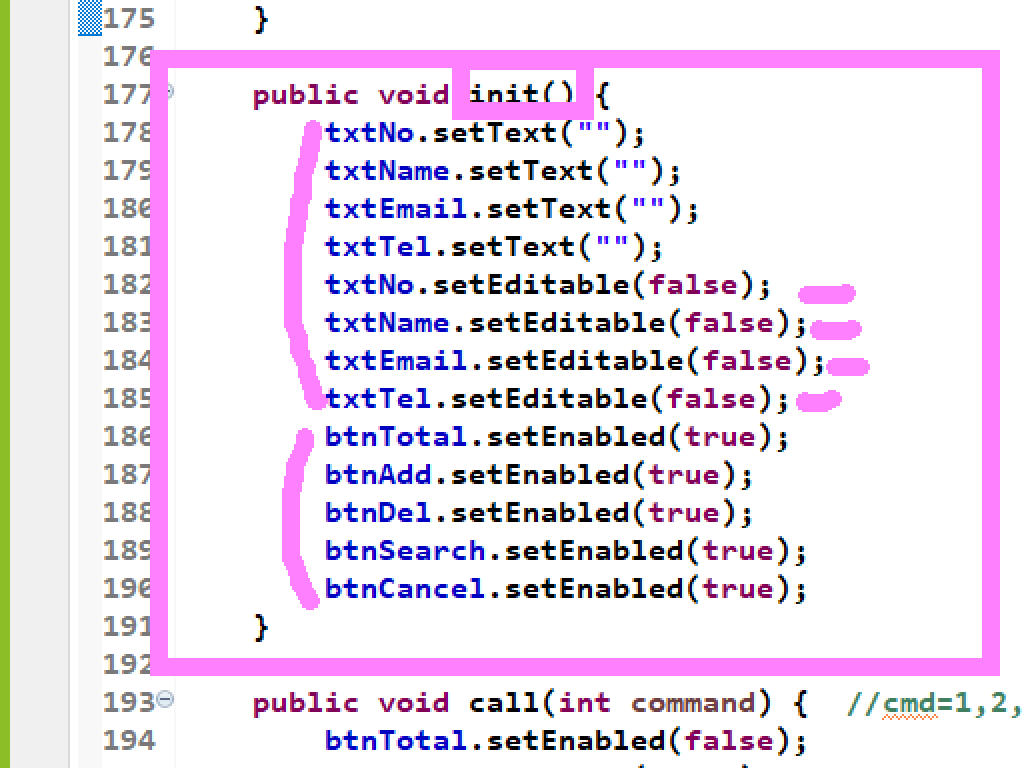 175 }
176
177 public void init() {
178 txtNo.setText("");
179 txtName.setText("");
180 txtEmail.setText("");
181 txtTel.setText("");
182 txtNo.setEditable(false);
183 txtName.setEditable(false);
184 txtEmail.setEditable(false);
185 txtTel.setEditable(false);
186 btnTotal.setEnabled(true);
187 btnAdd.setEnabled(true);
188 btnDel.setEnabled(true);
189 btnSearch.setEnabled(true);
190 btnCancel.setEnabled(true);
191 }
192
193 public void call(int command) { //cmd=1,2,
194 btnTotal.setEnabled(false);